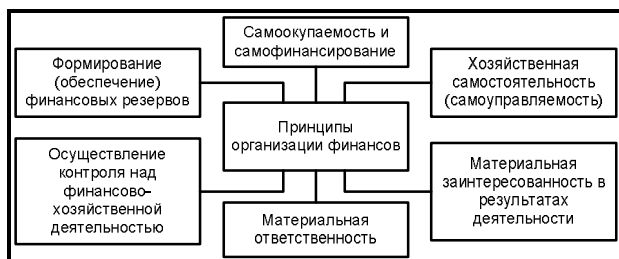 Самоокупаемость и
самофинансирование
Формирование
(обеспечение)
финансовых резервов
Хозяйственная
самостоятельность
(самоуправляемость)
Принципы
организации финансов
Осуществление
контроля над
финансово-
хозяйственной
деятельностью
Материальная
заинтересованность в
результатах
деятельности
Материальная
ответственность